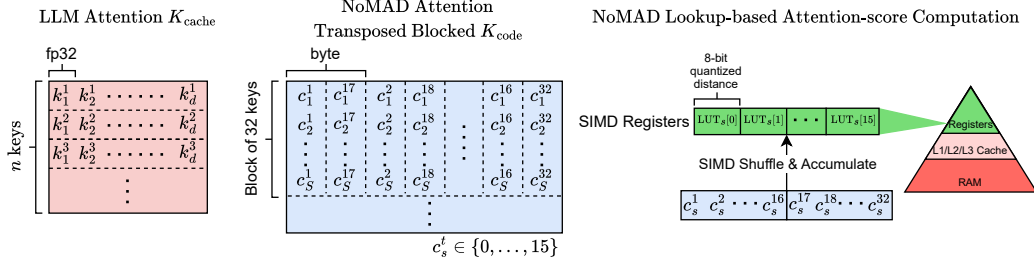 LLM Attention K_cache
fp32
n keys
k_1^1 k_2^1 ······ k_d^1
k_1^2 k_2^2 ······ k_d^2
k_1^3 k_2^3 ······ k_d^3
⋮
NoMAD Attention
Transposed Blocked K_code
byte
Block of 32 keys
c_1^1 c_1^17 c_1^2 c_1^18 c_1^16 c_1^32
c_2^1 c_2^17 c_2^2 c_2^18 ⋮ c_2^16 c_2^32
⋮ ⋮ ⋮ ⋮ ⋮ ⋮
c_S^1 c_S^17 c_S^2 c_S^18 c_S^16 c_S^32
⋮
c_s^t ∈ {0, . . . , 15}
NoMAD Lookup-based Attention-score Computation
8-bit
quantized
distance
SIMD Registers
LUT_s[0] LUT_s[1] ··· LUT_s[15]
SIMD Shuffle & Accumulate
c_s^1 c_s^2 ··· c_s^16 c_s^17 c_s^18 ··· c_s^32
Registers
L1/L2/L3 Cache
RAM